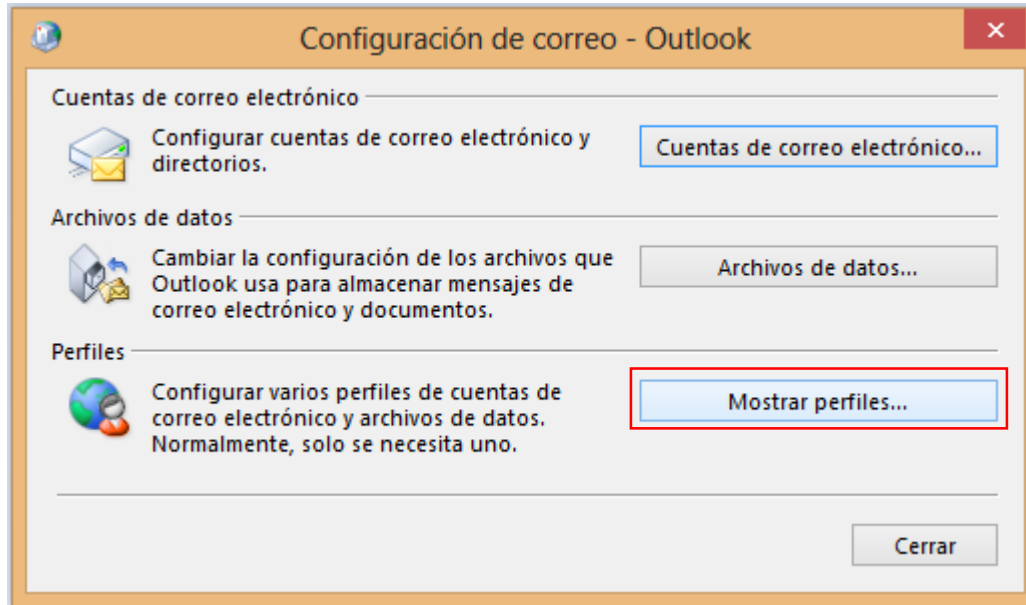 Configuración de correo - Outlook
Cuentas de correo electrónico
Configurar cuentas de correo electrónico y
directorios.
Cuentas de correo electrónico...
Archivos de datos
Cambiar la configuración de los archivos que
Outlook usa para almacenar mensajes de
correo electrónico y documentos.
Archivos de datos...
Perfiles
Configurar varios perfiles de cuentas de
correo electrónico y archivos de datos.
Normalmente, solo se necesita uno.
Mostrar perfiles...
Cerrar